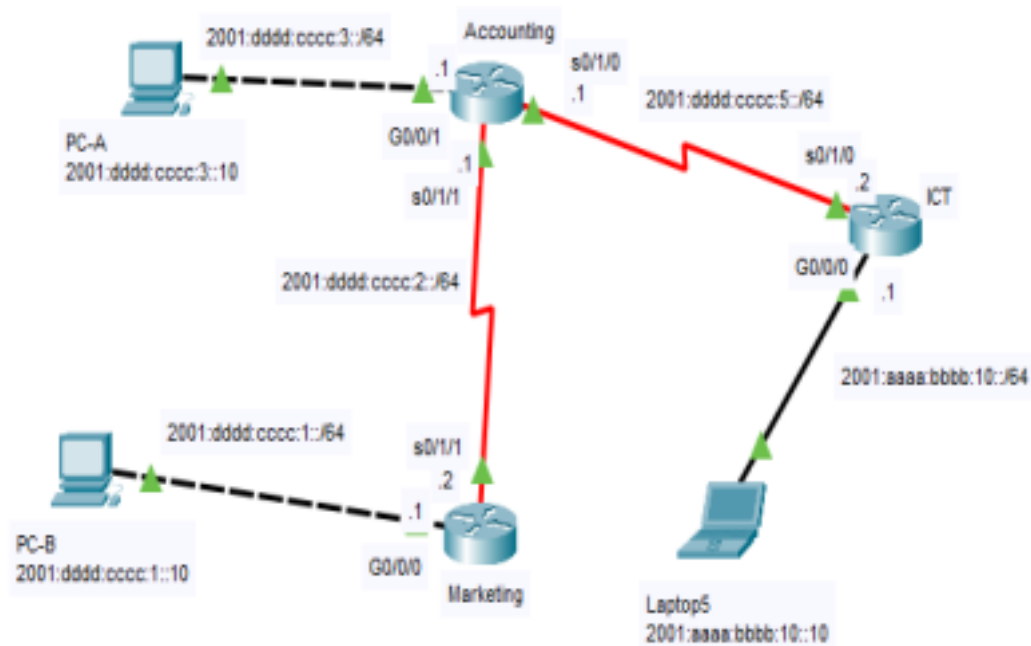 2001:dddd:cccc:3::/64
Accounting
.1
s0/1/0
.1
2001:dddd:cccc:5::/64
PC-A
2001:dddd:cccc:3::10
G0/0/1
.1
s0/1/1
s0/1/0
.2
ICT
G0/0/0
.1
2001:dddd:cccc:2::/64
2001:aaaa:bbbb:10::/64
2001:dddd:cccc:1::/64
s0/1/1
.2
.1
PC-B
2001:dddd:cccc:1::10
G0/0/0
Marketing
Laptop5
2001:aaaa:bbbb:10::10